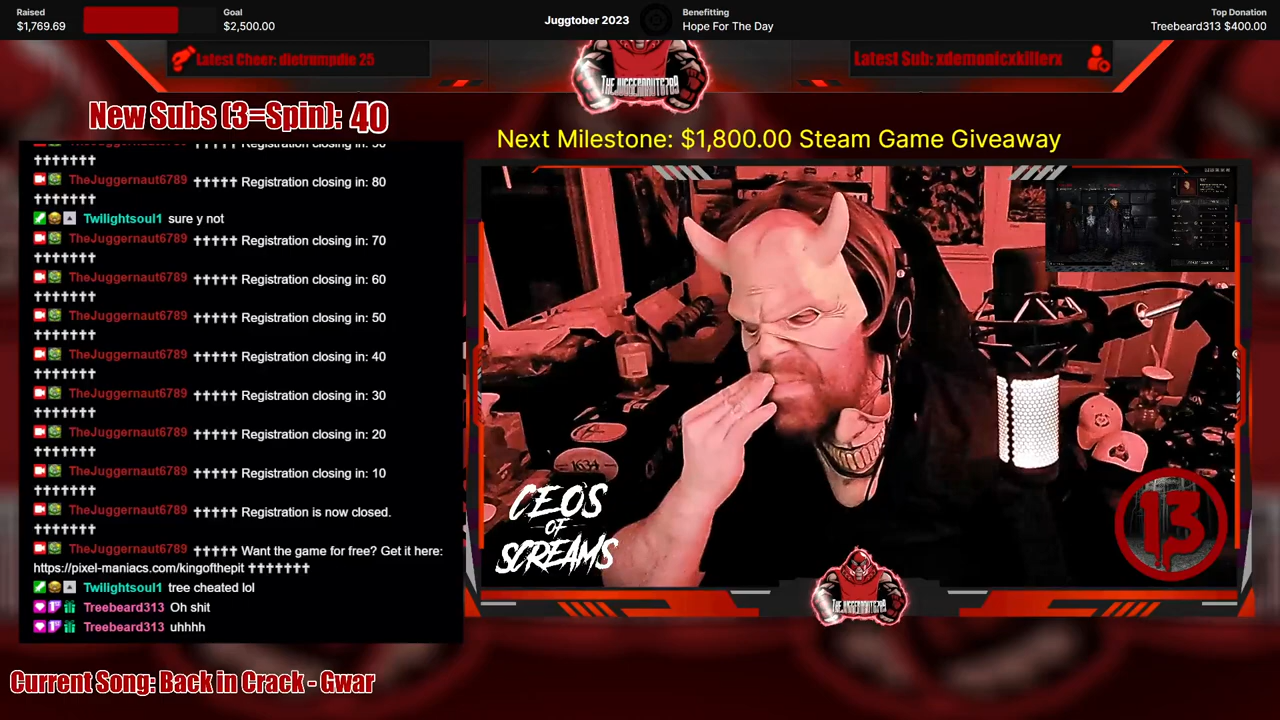 Raised
$1,769.69
Goal
$2,500.00
Juggtober 2023
Benefitting
Hope For The Day
Top Donation
Treebeard313 $400.00
Latest Cheer: dietrumpdie 25
Latest Sub: xdemonicxkillerx
TheJuggernaut6789
New Subs (3=Spin): 40
Next Milestone: $1,800.00 Steam Game Giveaway
✝✝✝✝✝✝✝
TheJuggernaut6789 ✝✝✝✝✝ Registration closing in: 80
✝✝✝✝✝✝✝
Twilightsoul1 sure y not
TheJuggernaut6789 ✝✝✝✝✝ Registration closing in: 70
✝✝✝✝✝✝✝
TheJuggernaut6789 ✝✝✝✝✝ Registration closing in: 60
✝✝✝✝✝✝✝
TheJuggernaut6789 ✝✝✝✝✝ Registration closing in: 50
✝✝✝✝✝✝✝
TheJuggernaut6789 ✝✝✝✝✝ Registration closing in: 40
✝✝✝✝✝✝✝
TheJuggernaut6789 ✝✝✝✝✝ Registration closing in: 30
✝✝✝✝✝✝✝
TheJuggernaut6789 ✝✝✝✝✝ Registration closing in: 20
✝✝✝✝✝✝✝
TheJuggernaut6789 ✝✝✝✝✝ Registration closing in: 10
✝✝✝✝✝✝✝
TheJuggernaut6789 ✝✝✝✝✝ Registration is now closed.
✝✝✝✝✝✝✝
TheJuggernaut6789 ✝✝✝✝✝ Want the game for free? Get it here:
https://pixel-maniacs.com/kingofthepit ✝✝✝✝✝✝✝
Twilightsoul1 tree cheated lol
Treebeard313 Oh shit
Treebeard313 uhhhh
1634
CEO'S
OF
SCREAMS
13
TheJuggernaut6789
Current Song: Back in Crack - Gwar